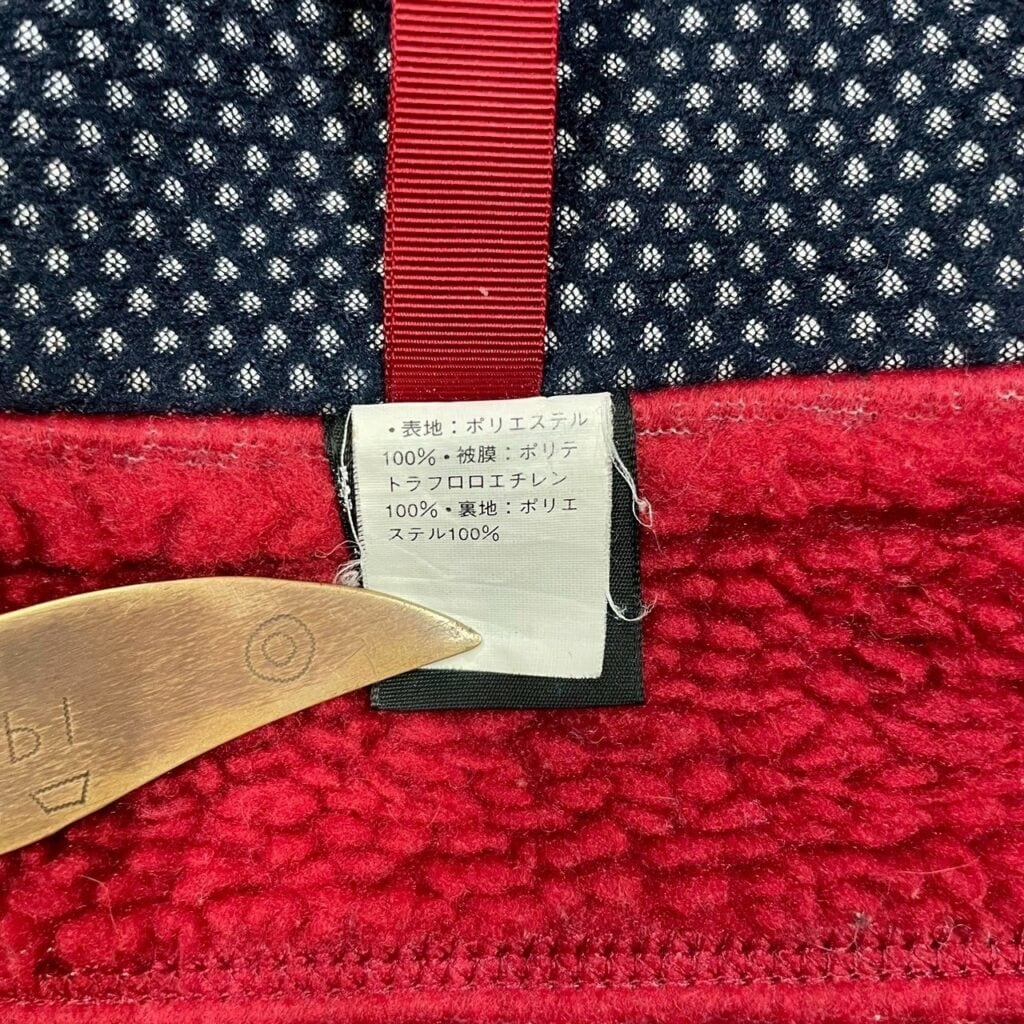 ・表地：ポリエステル
100%・被膜：ポリテ
トラフロロエチレン
100%・裏地：ポリエ
ステル100%